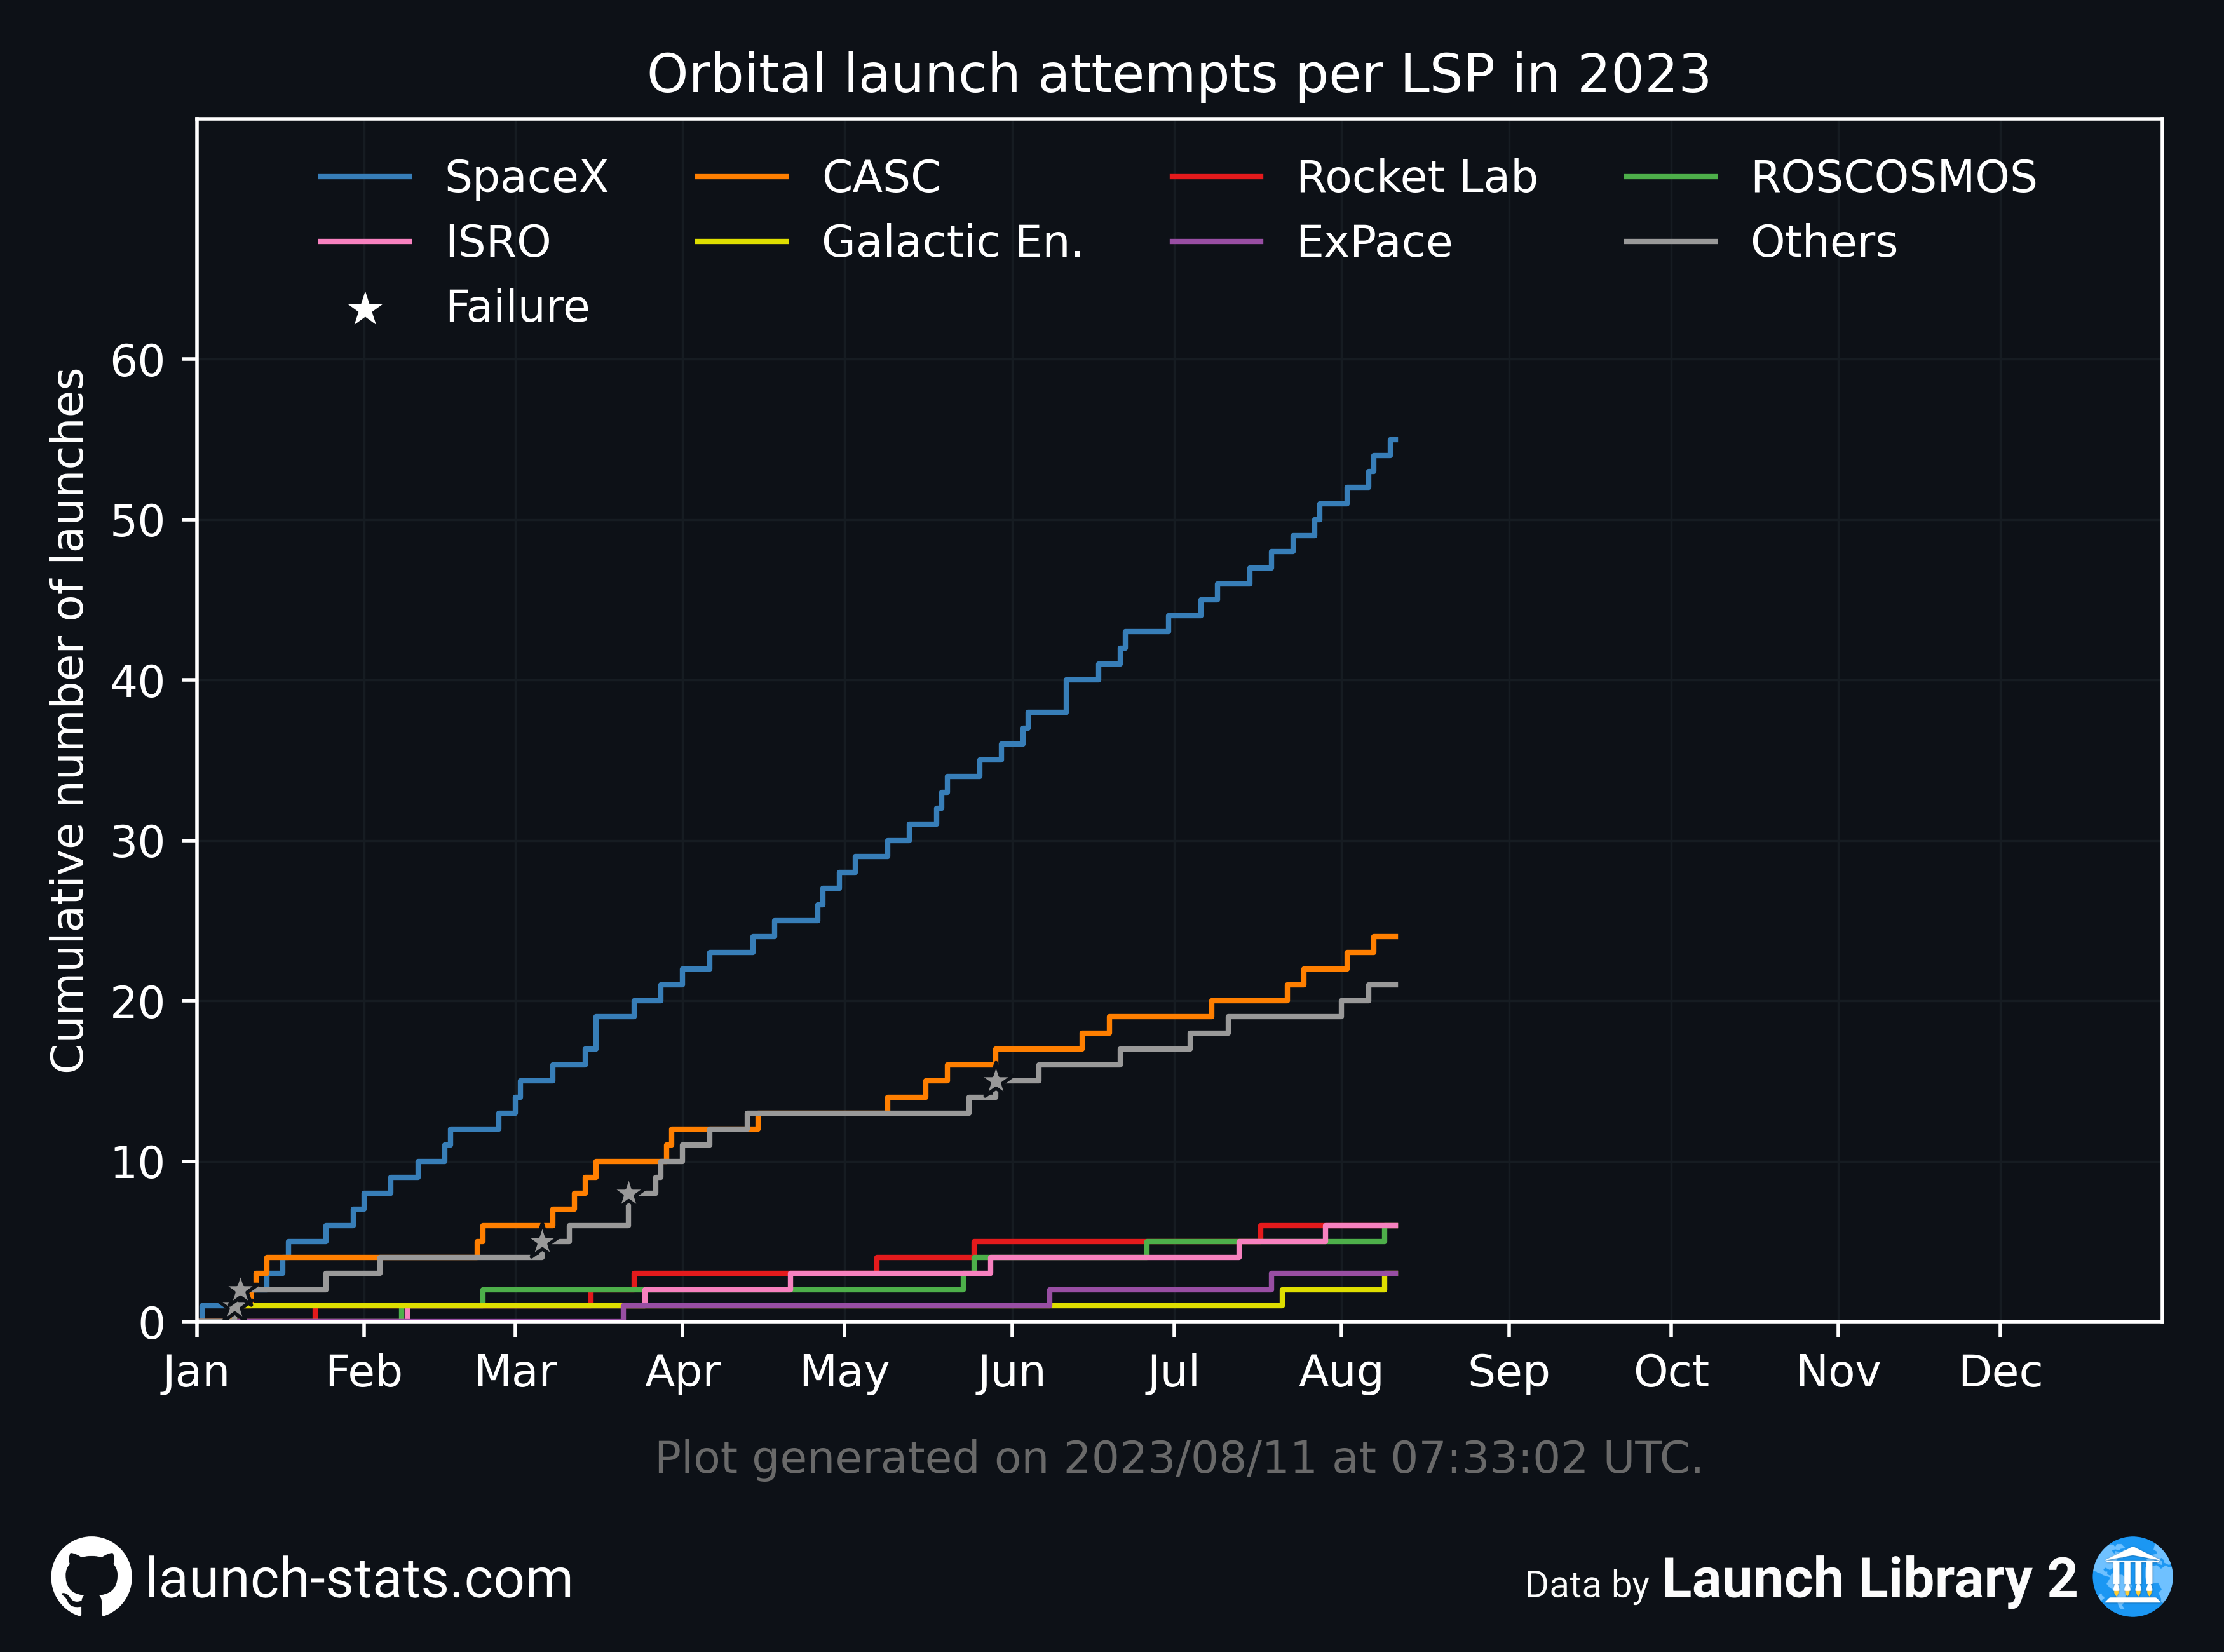 Orbital launch attempts per LSP in 2023
SpaceX CASC Rocket Lab ROSCOSMOS
ISRO Galactic En. ExPace Others
Failure
Cumulative number of launches
60
50
40
30
20
10
0
Jan Feb Mar Apr May Jun Jul Aug Sep Oct Nov Dec
Plot generated on 2023/08/11 at 07:33:02 UTC.
launch-stats.com
Data by Launch Library 2